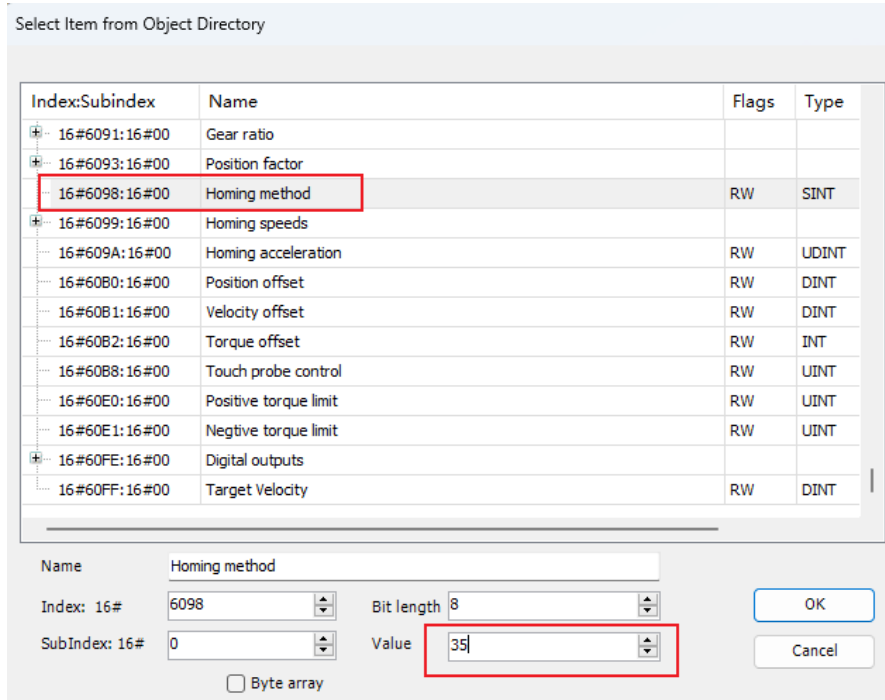 Select Item from Object Directory
Index:Subindex Name Flags Type
16#6091:16#00 Gear ratio
16#6093:16#00 Position factor
16#6098:16#00 Homing method RW SINT
16#6099:16#00 Homing speeds
16#609A:16#00 Homing acceleration RW UDINT
16#60B0:16#00 Position offset RW DINT
16#60B1:16#00 Velocity offset RW DINT
16#60B2:16#00 Torque offset RW INT
16#60B8:16#00 Touch probe control RW UINT
16#60E0:16#00 Positive torque limit RW UINT
16#60E1:16#00 Negtive torque limit RW UINT
16#60FE:16#00 Digital outputs
16#60FF:16#00 Target Velocity RW DINT
Name Homing method
Index: 16# 6098 Bit length 8 OK
SubIndex: 16# 0 Value 35 Cancel
Byte array